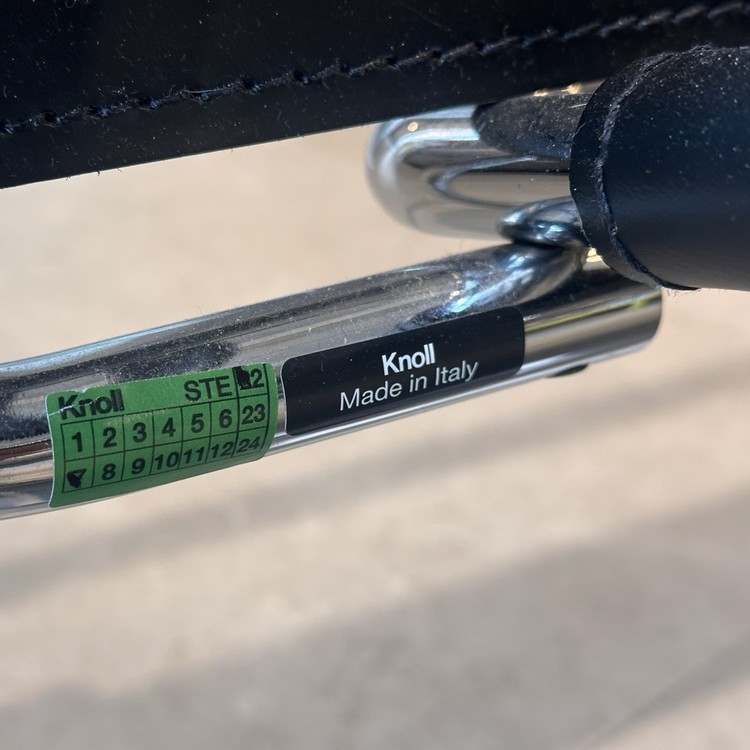 Knoll STE 2
1 2 3 4 5 6 23
8 9 10 11 12 24
Knoll
Made in Italy